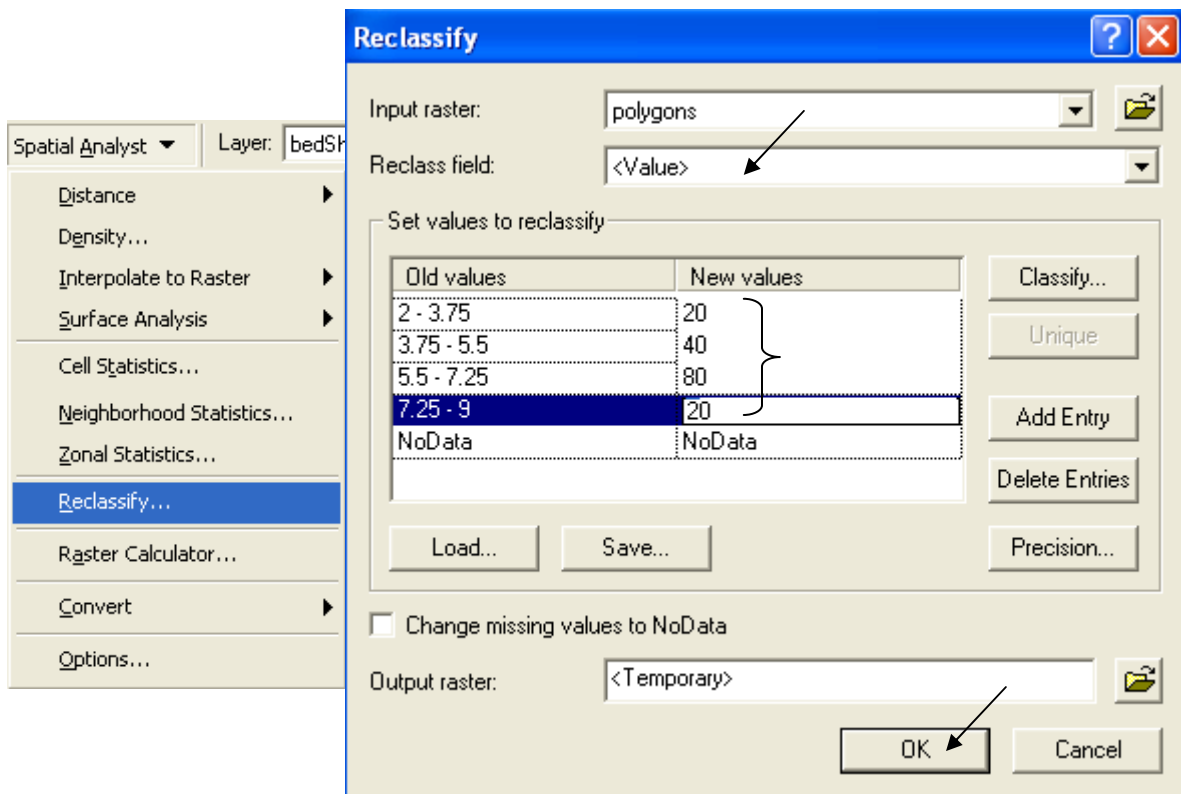 Spatial Analyst
Layer: bedSh
Distance
Density...
Interpolate to Raster
Surface Analysis
Cell Statistics...
Neighborhood Statistics...
Zonal Statistics...
Reclassify...
Raster Calculator...
Convert
Options...
Reclassify
Input raster: polygons
Reclass field: <Value>
Set values to reclassify
Old values New values
2 - 3.75 20
3.75 - 5.5 40
5.5 - 7.25 80
7.25 - 9 20
NoData NoData
Classify...
Unique
Add Entry
Delete Entries
Load... Save... Precision...
Change missing values to NoData
Output raster: <Temporary>
OK Cancel